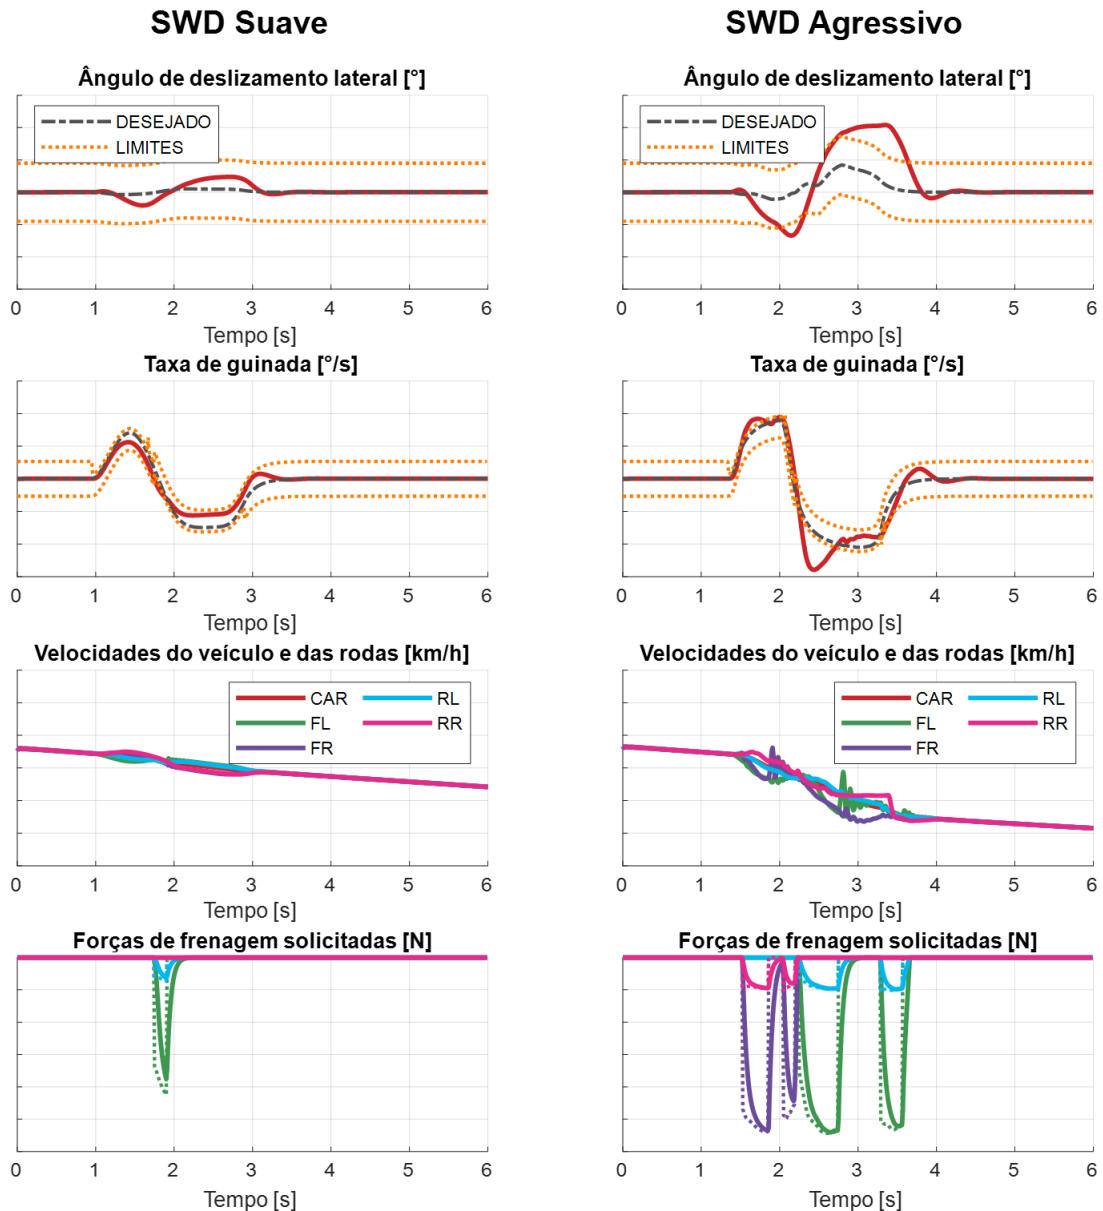 SWD Suave
SWD Agressivo
Ângulo de deslizamento lateral [°]
DESEJADO
LIMITES
0 1 2 3 4 5 6
Tempo [s]
Ângulo de deslizamento lateral [°]
DESEJADO
LIMITES
0 1 2 3 4 5 6
Tempo [s]
Taxa de guinada [°/s]
0 1 2 3 4 5 6
Tempo [s]
Taxa de guinada [°/s]
0 1 2 3 4 5 6
Tempo [s]
Velocidades do veículo e das rodas [km/h]
CAR RL
FL RR
FR
0 1 2 3 4 5 6
Tempo [s]
Velocidades do veículo e das rodas [km/h]
CAR RL
FL RR
FR
0 1 2 3 4 5 6
Tempo [s]
Forças de frenagem solicitadas [N]
0 1 2 3 4 5 6
Tempo [s]
Forças de frenagem solicitadas [N]
0 1 2 3 4 5 6
Tempo [s]